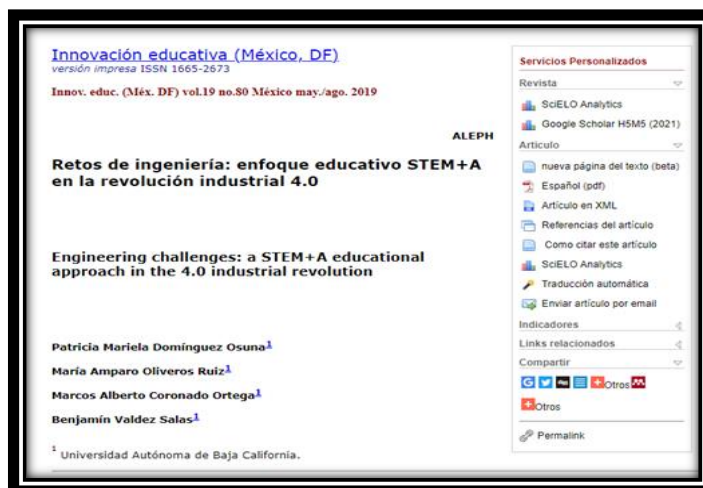 Innovación educativa (México, DF)
versión impresa ISSN 1665-2673
Innov. educ. (Méx. DF) vol.19 no.80 México may./ago. 2019
ALEPH
Retos de ingeniería: enfoque educativo STEM+A
en la revolución industrial 4.0
Engineering challenges: a STEM+A educational
approach in the 4.0 industrial revolution
Patricia Mariela Domínguez Osuna1
María Amparo Oliveros Ruiz1
Marcos Alberto Coronado Ortega1
Benjamín Valdez Salas1
1 Universidad Autónoma de Baja California.
Servicios Personalizados
Revista
SciELO Analytics
Google Scholar H5M5 (2021)
Articulo
nueva página del texto (beta)
Español (pdf)
Artículo en XML
Referencias del artículo
Como citar este artículo
SciELO Analytics
Traducción automática
Enviar artículo por email
Indicadores
Links relacionados
Compartir
Otros
Otros
Permalink